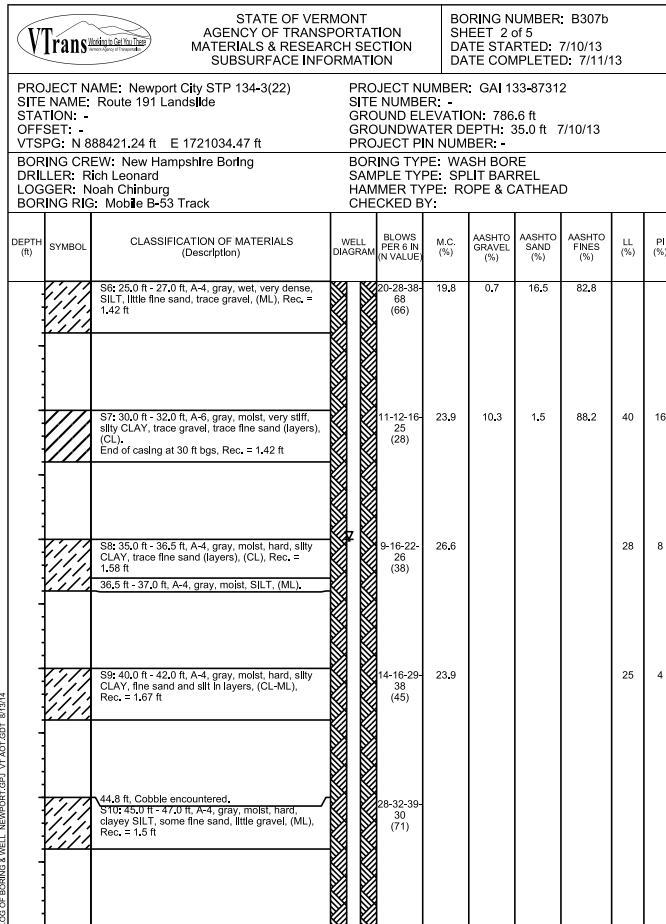 VTrans Working to Get You There
Vermont Agency of Transportation
STATE OF VERMONT
AGENCY OF TRANSPORTATION
MATERIALS & RESEARCH SECTION
SUBSURFACE INFORMATION
BORING NUMBER: B307b
SHEET 2 of 5
DATE STARTED: 7/10/13
DATE COMPLETED: 7/11/13
PROJECT NAME: Newport City STP 134-3(22)
SITE NAME: Route 191 Landslide
STATION: -
OFFSET: -
VTSPG: N 888421.24 ft E 1721034.47 ft
PROJECT NUMBER: GAI 133-87312
SITE NUMBER: -
GROUND ELEVATION: 786.6 ft
GROUNDWATER DEPTH: 35.0 ft 7/10/13
PROJECT PIN NUMBER: -
BORING CREW: New Hampshire Boring
DRILLER: Rich Leonard
LOGGER: Noah Chinburg
BORING RIG: Mobile B-53 Track
BORING TYPE: WASH BORE
SAMPLE TYPE: SPLIT BARREL
HAMMER TYPE: ROPE & CATHEAD
CHECKED BY:
DEPTH (ft)
SYMBOL
CLASSIFICATION OF MATERIALS
(Description)
WELL DIAGRAM
BLOWS PER 6 IN (N VALUE)
M.C. (%)
AASHTO GRAVEL (%)
AASHTO SAND (%)
AASHTO FINES (%)
LL (%)
PI (%)
S6: 25.0 ft - 27.0 ft, A-4, gray, wet, very dense,
SILT, little fine sand, trace gravel, (ML), Rec. =
1.42 ft
20-28-38-
68
(66)
19.8 0.7 16.5 82.8
S7: 30.0 ft - 32.0 ft, A-6, gray, moist, very stiff,
silty CLAY, trace gravel, trace fine sand (layers),
(CL).
End of casing at 30 ft bgs, Rec. = 1.42 ft
11-12-16-
25
(28)
23.9 10.3 1.5 88.2 40 16
S8: 35.0 ft - 36.5 ft, A-4, gray, moist, hard, silty
CLAY, trace fine sand (layers), (CL), Rec. =
1.58 ft
36.5 ft - 37.0 ft, A-4, gray, moist, SILT, (ML).
9-16-22-
26
(38)
26.6 28 8
S9: 40.0 ft - 42.0 ft, A-4, gray, moist, hard, silty
CLAY, fine sand and silt in layers, (CL-ML),
Rec. = 1.67 ft
14-16-29-
38
(45)
23.9 25 4
44.8 ft, Cobble encountered.
S10: 45.0 ft - 47.0 ft, A-4, gray, moist, hard,
clayey SILT, some fine sand, little gravel, (ML),
Rec. = 1.5 ft
28-32-39-
30
(71)
LOG OF BORING & WELL NEWPORT.GPJ VT AOT.GDT 8/13/14